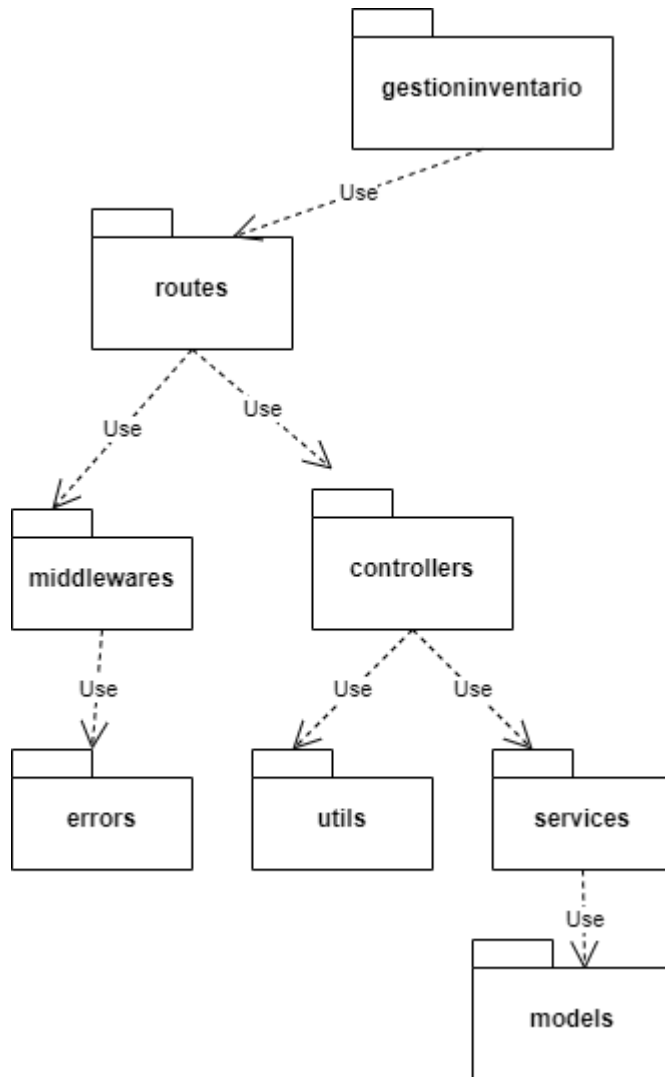 gestioninventario
Use
routes
Use
Use
middlewares
controllers
Use
Use
Use
errors
utils
services
Use
models